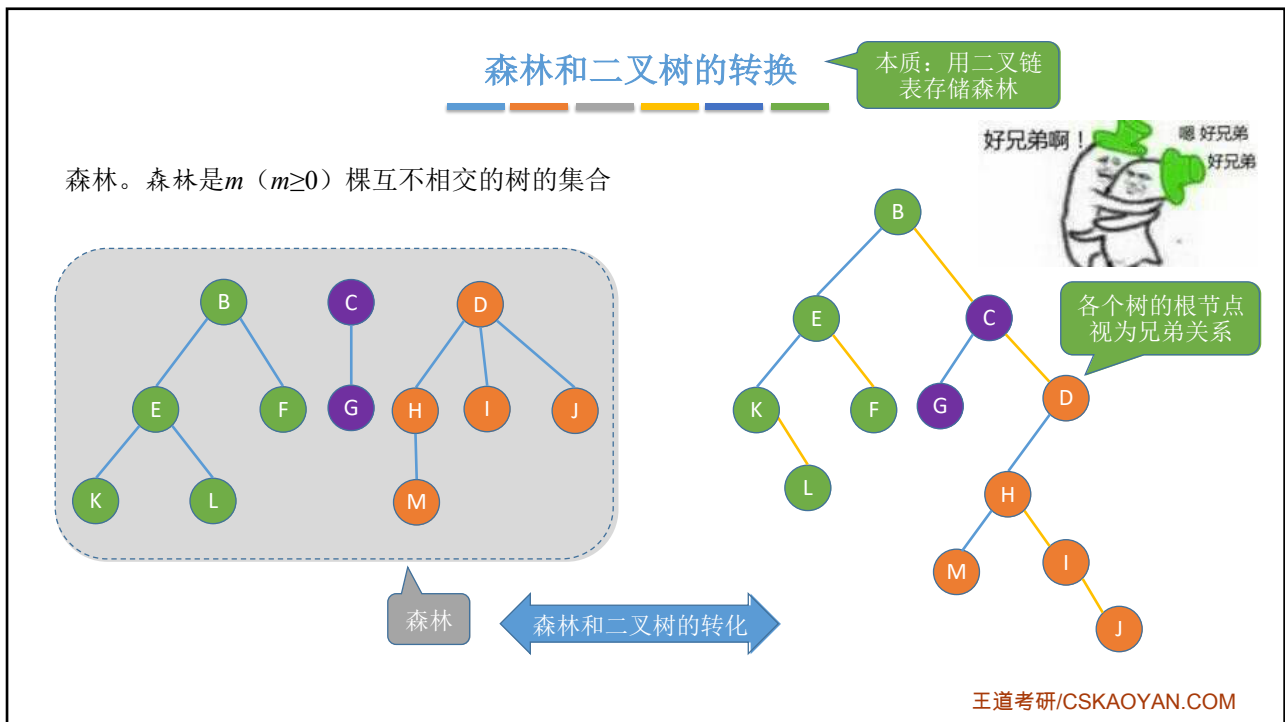 森林和二叉树的转换
本质：用二叉链
表存储森林
好兄弟啊！
嗯 好兄弟
好兄弟
森林。森林是m（m≥0）棵互不相交的树的集合
B
C
D
E
F
G
H
I
J
K
L
M
B
E
C
各个树的根节点
视为兄弟关系
K
F
G
D
L
H
M
I
J
森林
森林和二叉树的转化
王道考研/CSKAOYAN.COM